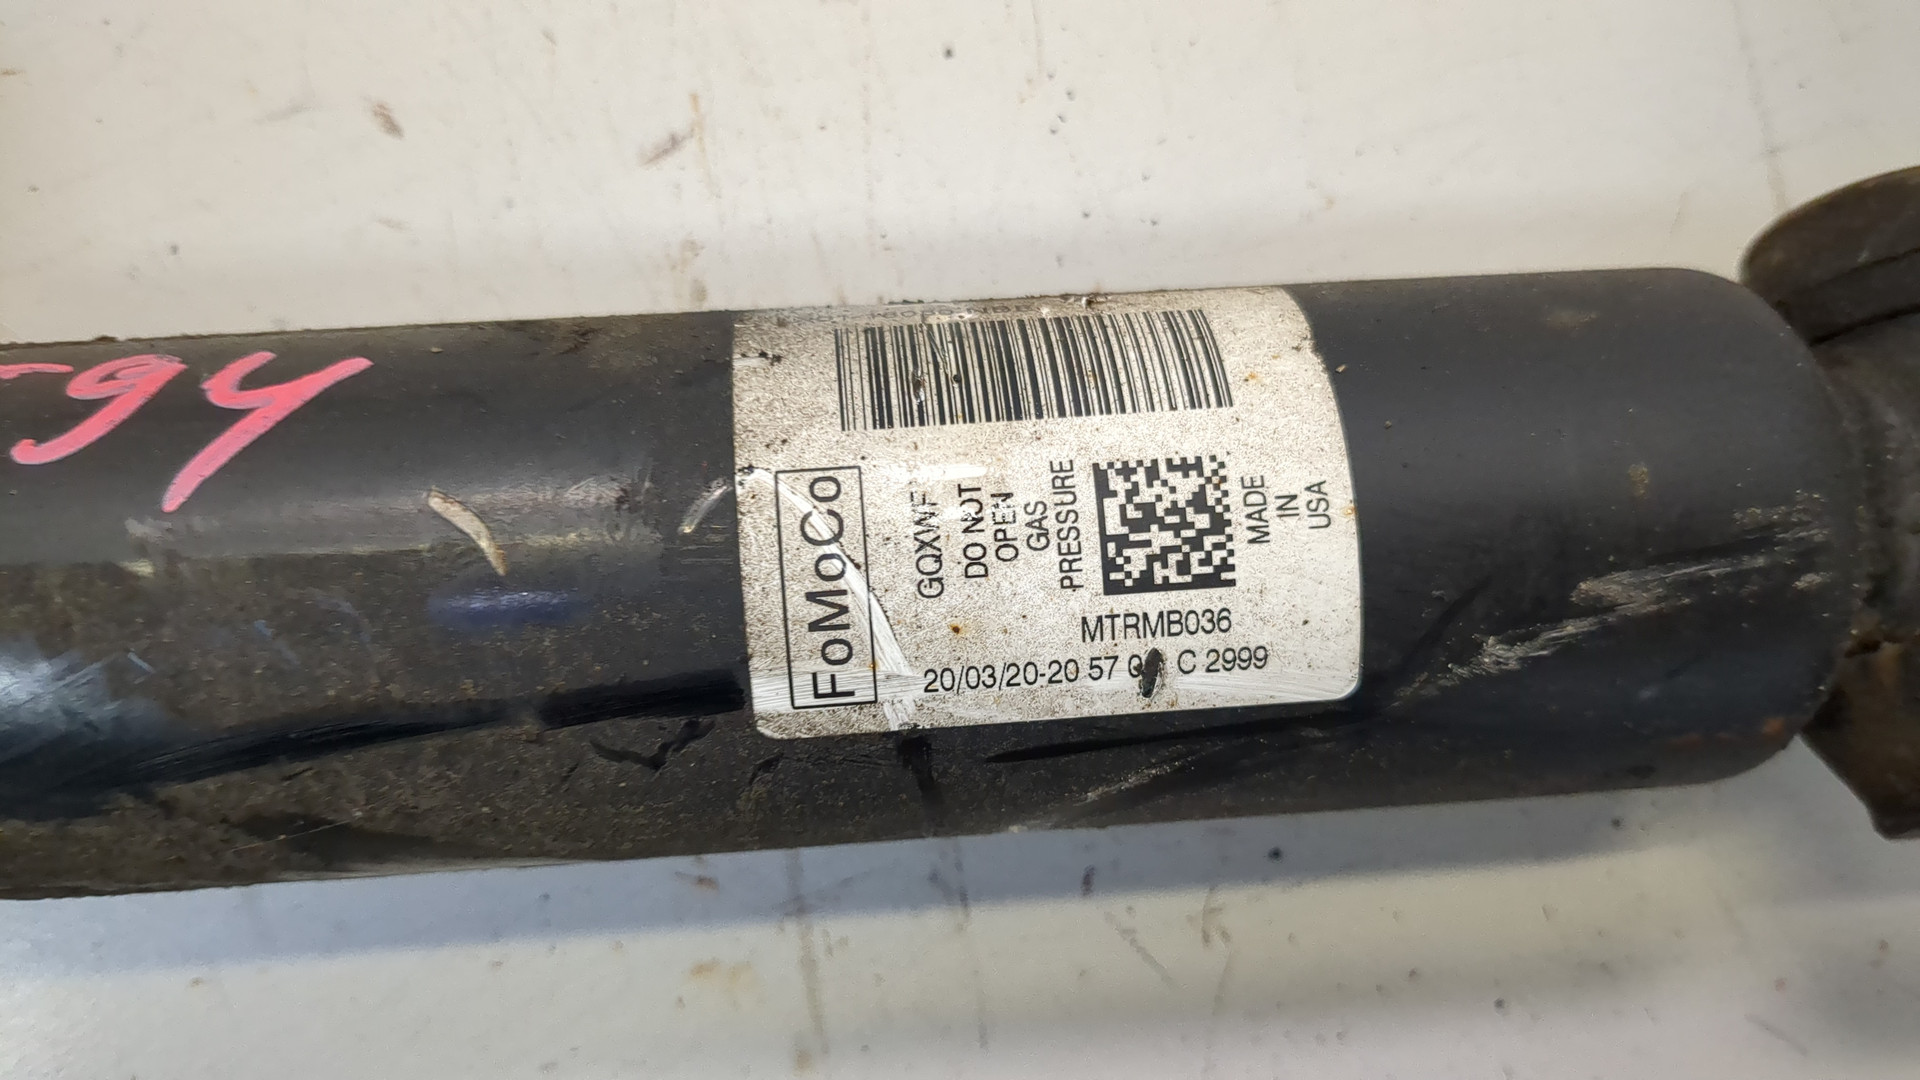 -94
FoMoCo
GQXWF
DO NOT
OPEN
GAS
PRESSURE
MADE
IN
USA
MTRMB036
20/03/20-20 57 C 2999